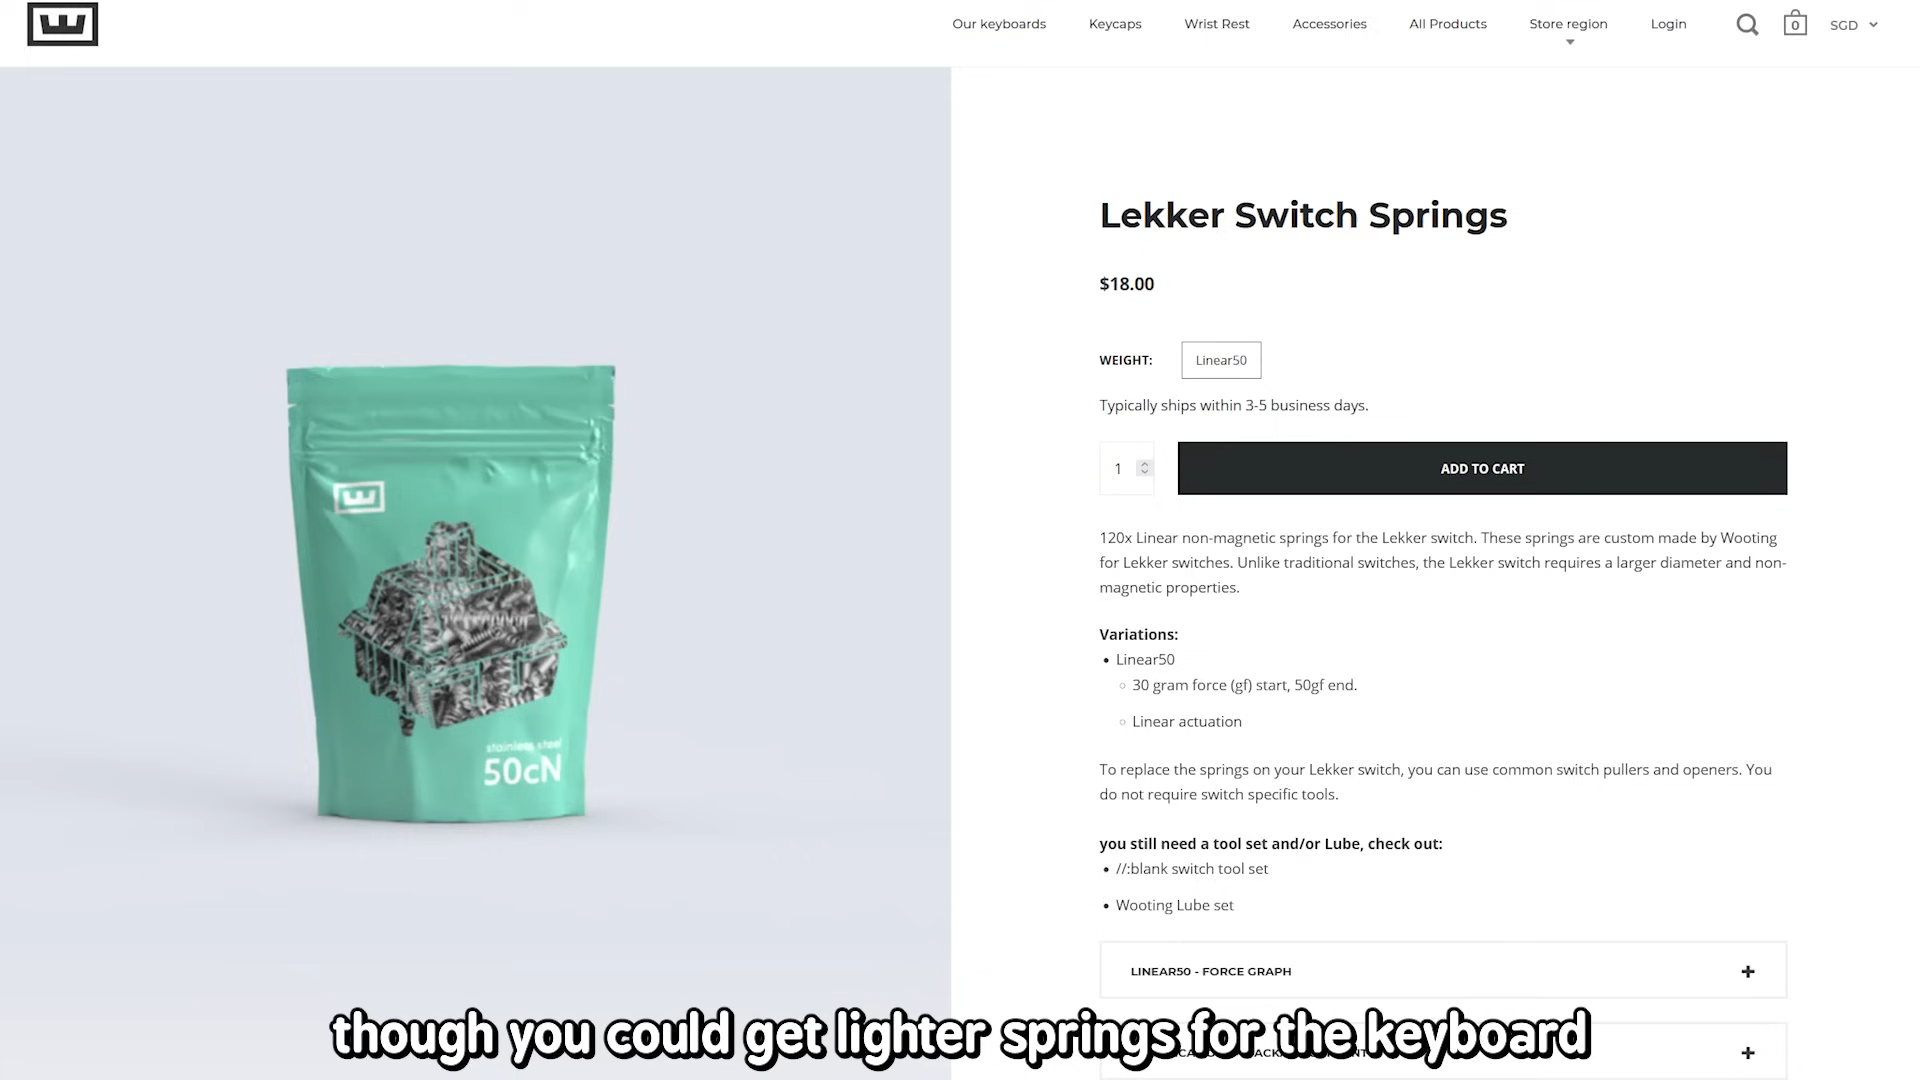 Our keyboards Keycaps Wrist Rest Accessories All Products Store region Login 0 SGD
Lekker Switch Springs
$18.00
WEIGHT: Linear50
Typically ships within 3-5 business days.
1 ADD TO CART
120x Linear non-magnetic springs for the Lekker switch. These springs are custom made by Wooting
for Lekker switches. Unlike traditional switches, the Lekker switch requires a larger diameter and non-
magnetic properties.
Variations:
Linear50
30 gram force (gf) start, 50gf end.
Linear actuation
To replace the springs on your Lekker switch, you can use common switch pullers and openers. You
do not require switch specific tools.
you still need a tool set and/or Lube, check out:
//:blank switch tool set
Wooting Lube set
LINEAR50 - FORCE GRAPH
stainless steel
50cN
though you could get lighter springs for the keyboard